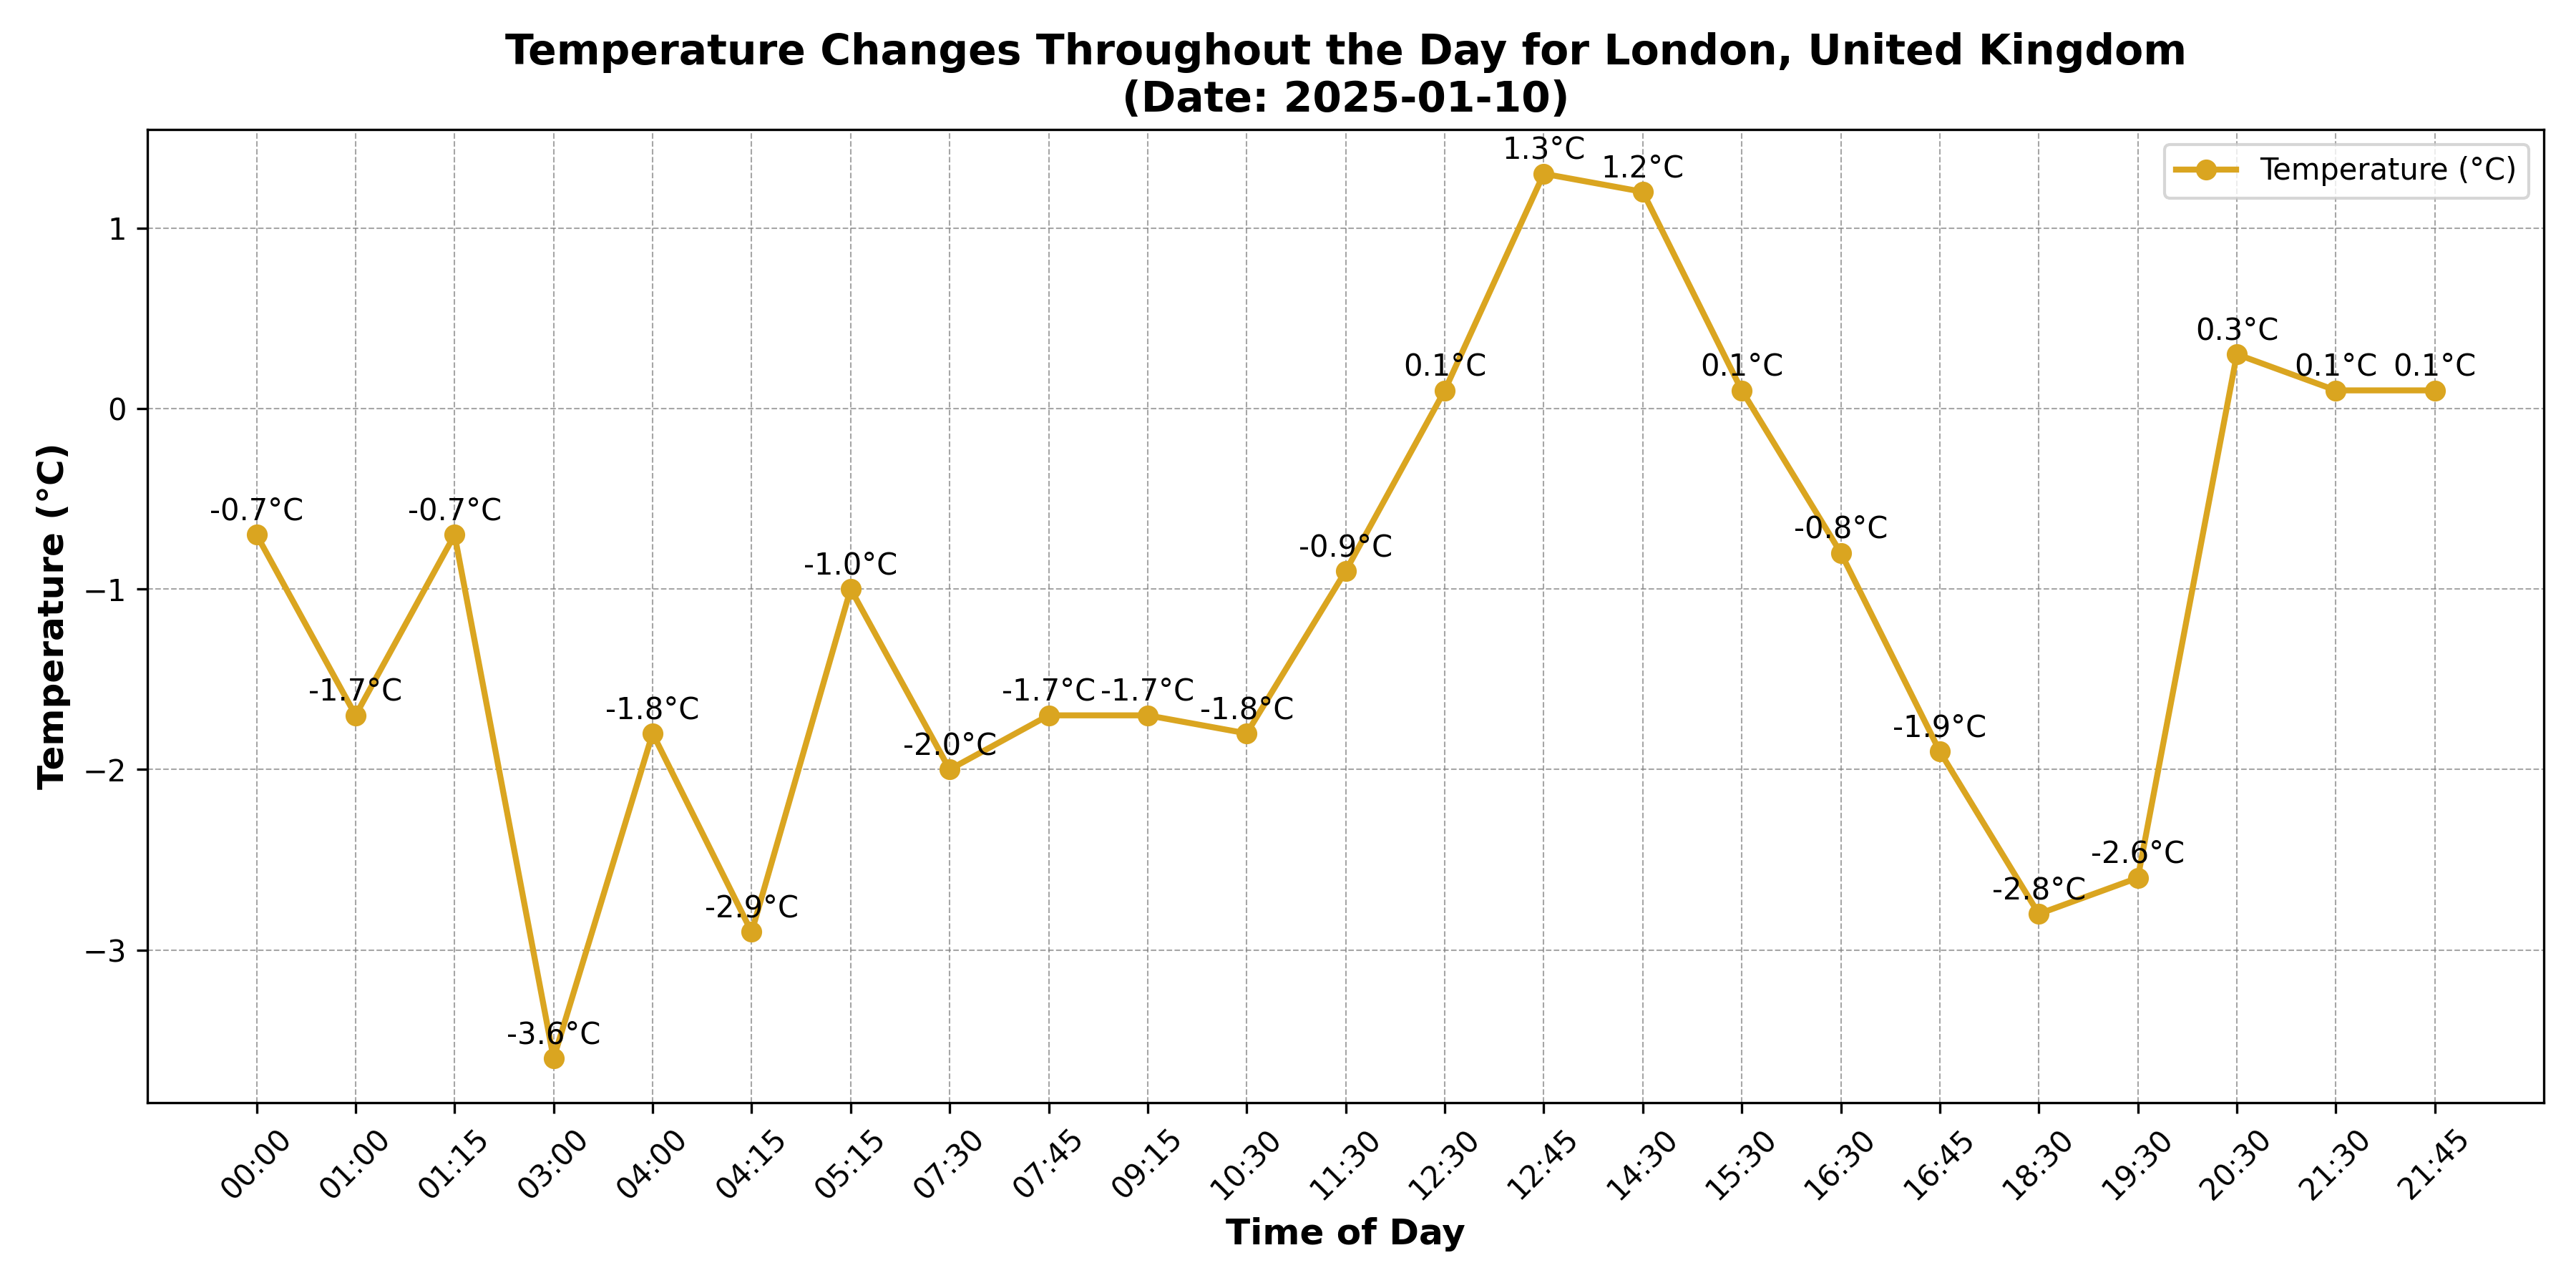 Temperature Changes Throughout the Day for London, United Kingdom
(Date: 2025-01-10)
Temperature (°C)
Temperature (°C)
1
0
−1
−2
−3
-0.7°C
-1.7°C
-0.7°C
-3.6°C
-1.8°C
-2.9°C
-1.0°C
-2.0°C
-1.7°C
-1.7°C
-1.8°C
-0.9°C
0.1°C
1.3°C
1.2°C
0.1°C
-0.8°C
-1.9°C
-2.8°C
-2.6°C
0.3°C
0.1°C
0.1°C
00:00
01:00
01:15
03:00
04:00
04:15
05:15
07:30
07:45
09:15
10:30
11:30
12:30
12:45
14:30
15:30
16:30
16:45
18:30
19:30
20:30
21:30
21:45
Time of Day